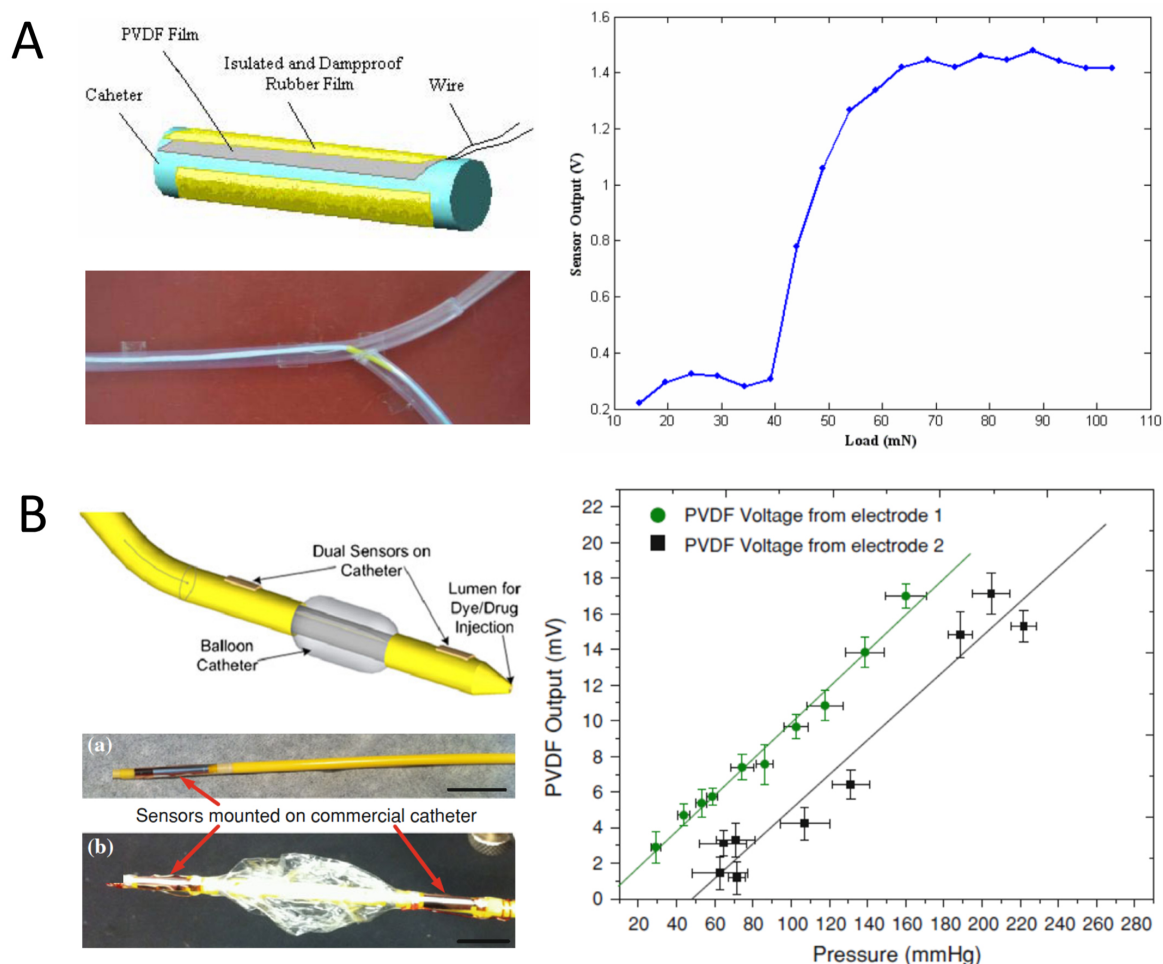 A
PVDF Film
Isolated and Dampproof
Rubber Film
Wire
Caheter
1.6
1.4
1.2
1
0.8
0.6
0.4
0.2
Sensor Output (V)
10 20 30 40 50 60 70 80 90 100 110
Load (mN)
B
Dual Sensors on
Catheter
Lumen for
Dye/Drug
Injection
Balloon
Catheter
(a)
Sensors mounted on commercial catheter
(b)
PVDF Voltage from electrode 1
PVDF Voltage from electrode 2
22
20
18
16
14
12
10
8
6
4
2
0
PVDF Output (mV)
20 40 60 80 100 120 140 160 180 200 220 240
Pressure (mmHg)